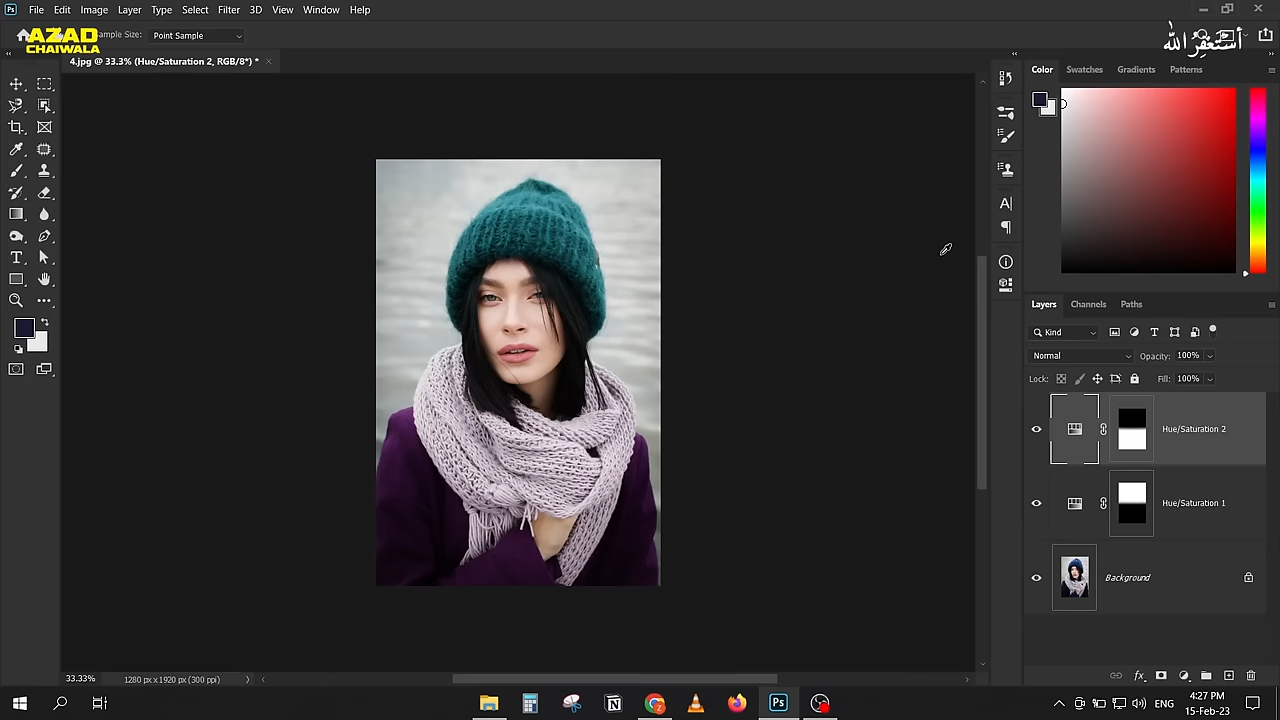 File Edit Image Layer Type Select Filter 3D View Window Help
Sample Size: Point Sample
AZAD
CHAIWALA
أستغفر الله
4.jpg @ 33.3% (Hue/Saturation 2, RGB/8*) *
Color Swatches Gradients Patterns
Layers Channels Paths
Kind
Normal Opacity: 100%
Lock: Fill: 100%
Hue/Saturation 2
Hue/Saturation 1
Background
33.33% 1280 px x 1920 px (300 ppi)
ENG
4:27 PM
15-Feb-23